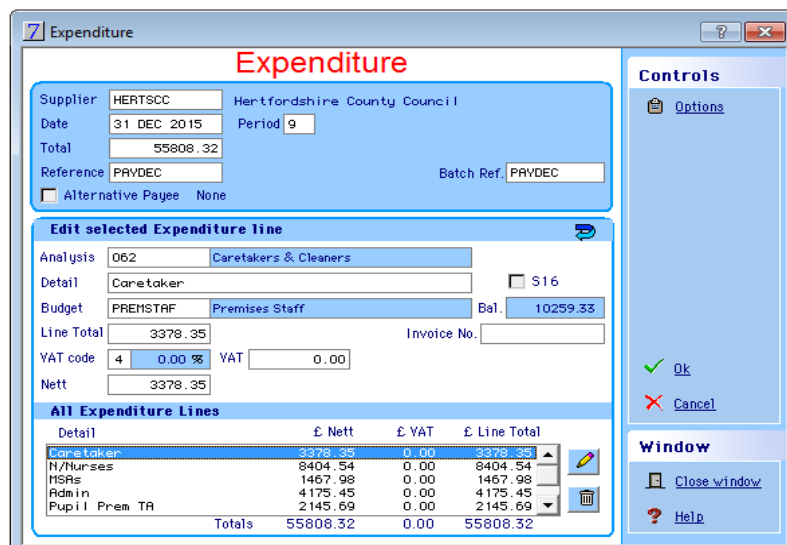 7 Expenditure
Expenditure
Supplier HERTSCC Hertfordshire County Council
Date 31 DEC 2015 Period 9
Total 55808.32
Reference PAYDEC Batch Ref. PAYDEC
Alternative Payee None
Edit selected Expenditure line
Analysis 062 Caretakers & Cleaners
Detail Caretaker S16
Budget PREMSTAF Premises Staff Bal. 10259.33
Line Total 3378.35 Invoice No.
VAT code 4 0.00 % VAT 0.00
Nett 3378.35
All Expenditure Lines
Detail £ Nett £ VAT £ Line Total
Caretaker 3378.35 0.00 3378.35
N/Nurses 8404.54 0.00 8404.54
MSAs 1467.98 0.00 1467.98
Admin 4175.45 0.00 4175.45
Pupil Prem TA 2145.69 0.00 2145.69
Totals 55808.32 0.00 55808.32
?
Controls
Options
Ok
Cancel
Window
Close window
? Help